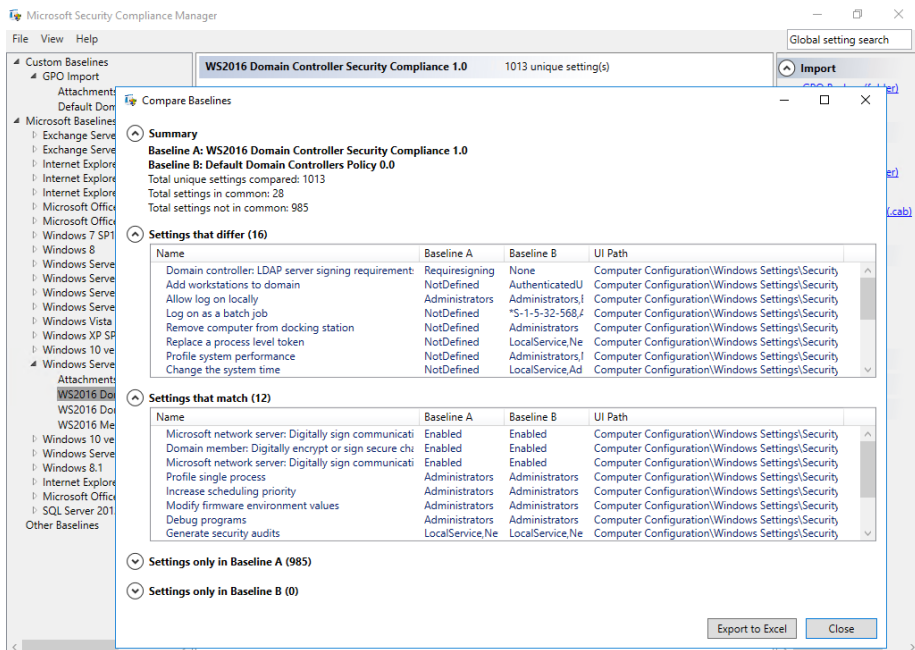 Microsoft Security Compliance Manager
File View Help
Global setting search
Custom Baselines
GPO Import
Attachments
Default Dom
Microsoft Baselines
Exchange Serve
Exchange Serve
Internet Explore
Internet Explore
Internet Explore
Microsoft Office
Microsoft Office
Windows 7 SP1
Windows 8
Windows Serve
Windows Serve
Windows Serve
Windows Serve
Windows Vista
Windows XP SP
Windows 10 ve
Windows Serve
Attachments
WS2016 Do
WS2016 Do
WS2016 Me
Windows 10 ve
Windows Serve
Windows 8.1
Internet Explore
Microsoft Office
SQL Server 201
Other Baselines
WS2016 Domain Controller Security Compliance 1.0 1013 unique setting(s)
Import
GPO Backup (folder)
(.cab)
Compare Baselines
Summary
Baseline A: WS2016 Domain Controller Security Compliance 1.0
Baseline B: Default Domain Controllers Policy 0.0
Total unique settings compared: 1013
Total settings in common: 28
Total settings not in common: 985
Settings that differ (16)
Name Baseline A Baseline B UI Path
Domain controller: LDAP server signing requirements Requiresigning None Computer Configuration\Windows Settings\Security
Add workstations to domain NotDefined AuthenticatedU Computer Configuration\Windows Settings\Security
Allow log on locally Administrators Administrators,E Computer Configuration\Windows Settings\Security
Log on as a batch job NotDefined *S-1-5-32-568,A Computer Configuration\Windows Settings\Security
Remove computer from docking station NotDefined Administrators Computer Configuration\Windows Settings\Security
Replace a process level token NotDefined LocalService,Ne Computer Configuration\Windows Settings\Security
Profile system performance NotDefined Administrators,I Computer Configuration\Windows Settings\Security
Change the system time NotDefined LocalService,Ad Computer Configuration\Windows Settings\Security
Settings that match (12)
Name Baseline A Baseline B UI Path
Microsoft network server: Digitally sign communicati Enabled Enabled Computer Configuration\Windows Settings\Security
Domain member: Digitally encrypt or sign secure cha Enabled Enabled Computer Configuration\Windows Settings\Security
Microsoft network server: Digitally sign communicati Enabled Enabled Computer Configuration\Windows Settings\Security
Profile single process Administrators Administrators Computer Configuration\Windows Settings\Security
Increase scheduling priority Administrators Administrators Computer Configuration\Windows Settings\Security
Modify firmware environment values Administrators Administrators Computer Configuration\Windows Settings\Security
Debug programs Administrators Administrators Computer Configuration\Windows Settings\Security
Generate security audits LocalService,Ne LocalService,Ne Computer Configuration\Windows Settings\Security
Settings only in Baseline A (985)
Settings only in Baseline B (0)
Export to Excel Close